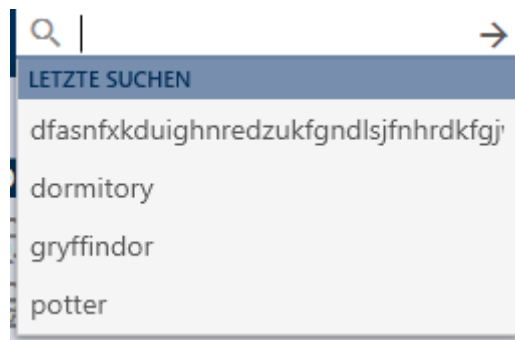 LETZTE SUCHEN
dfasnfxkduighnredzukfgndlsjfnhrdkfgj
dormitory
gryffindor
potter